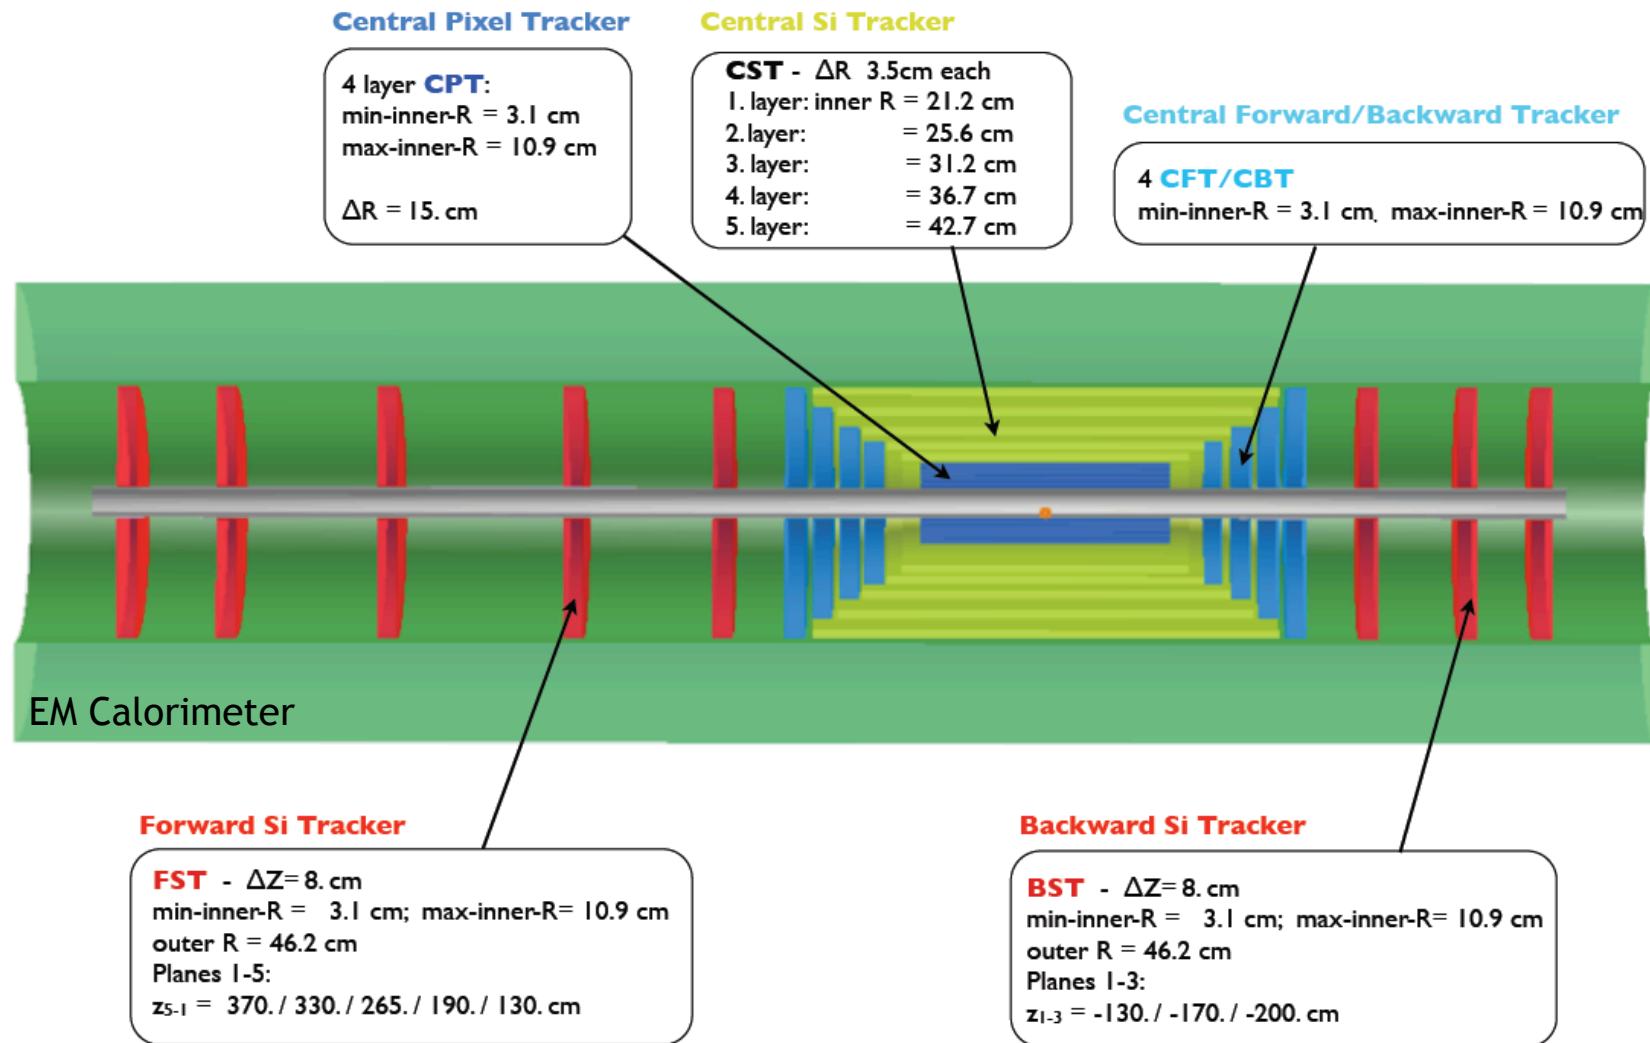 Central Pixel Tracker
4 layer CPT:
min-inner-R = 3.1 cm
max-inner-R = 10.9 cm
ΔR = 15. cm
Central Si Tracker
CST - ΔR 3.5cm each
1. layer: inner R = 21.2 cm
2. layer: = 25.6 cm
3. layer: = 31.2 cm
4. layer: = 36.7 cm
5. layer: = 42.7 cm
Central Forward/Backward Tracker
4 CFT/CBT
min-inner-R = 3.1 cm, max-inner-R = 10.9 cm
EM Calorimeter
Forward Si Tracker
FST - ΔZ= 8. cm
min-inner-R = 3.1 cm; max-inner-R= 10.9 cm
outer R = 46.2 cm
Planes 1-5:
z5-1 = 370. / 330. / 265. / 190. / 130. cm
Backward Si Tracker
BST - ΔZ= 8. cm
min-inner-R = 3.1 cm; max-inner-R= 10.9 cm
outer R = 46.2 cm
Planes 1-3:
z1-3 = -130. / -170. / -200. cm